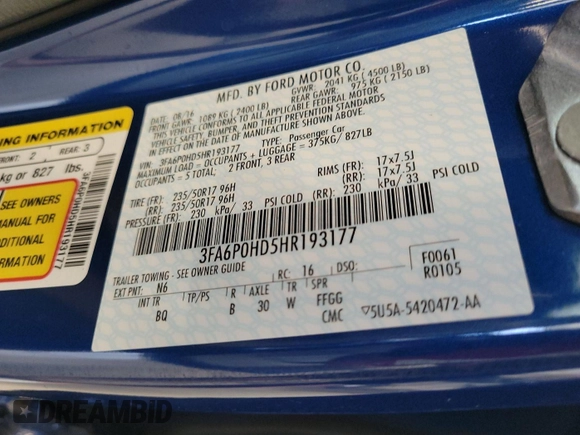 MFD. BY FORD MOTOR CO.
DATE: 08/16 GVWR: 2041 KG ( 4500 LB)
FRONT GAWR: 1089 KG (2400 LB) REAR GAWR: 975 KG ( 2150 LB)
THIS VEHICLE CONFORMS TO ALL APPLICABLE FEDERAL MOTOR
VEHICLE SAFETY, BUMPER, AND THEFT PREVENTION STANDARDS
IN EFFECT ON THE DATE OF MANUFACTURE SHOWN ABOVE.
VIN: 3FA6P0HD5HR193177 TYPE: Passenger Car
MAXIMUM LOAD = OCCUPANTS + LUGGAGE = 375KG/ 827LB
OCCUPANTS = 5 TOTAL; 2 FRONT, 3 REAR
TIRE (FR): 235/50R17 96H RIMS (FR): 17x7.5J
(RR): 235/50R17 96H (RR): 17x7.5J
PRESSURE (FR): 230 kPa/ 33 PSI COLD (RR): 230 kPa/ 33 PSI COLD
3FA6P0HD5HR193177
TRAILER TOWING - SEE OWNER GUIDE
EXT PNT: N6 RC: 16 DSO: F0061
R0105
INT TR TP/PS R AXLE TR SPR
BQ B 30 W FFGG
CMC 5U5A-5420472-AA
ING INFORMATION
FRONT: 2 REAR: 3
kg or 827 lbs.
SEE OWNERS
MANUAL FOR
ADDITIONAL
ORMATION
3FA6P0HD5HR193177
DREAMBID